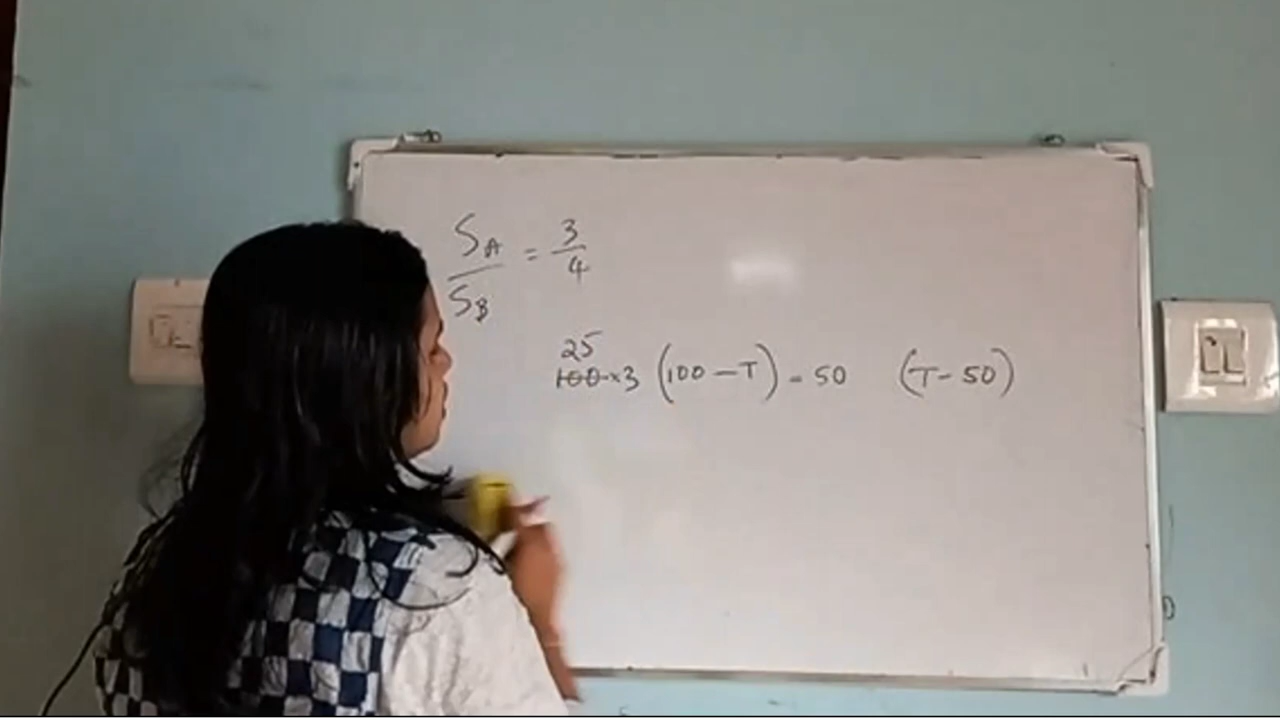 S_A / S_B = 3/4
25
100×3 (100 – T) = 50 (T – 50)